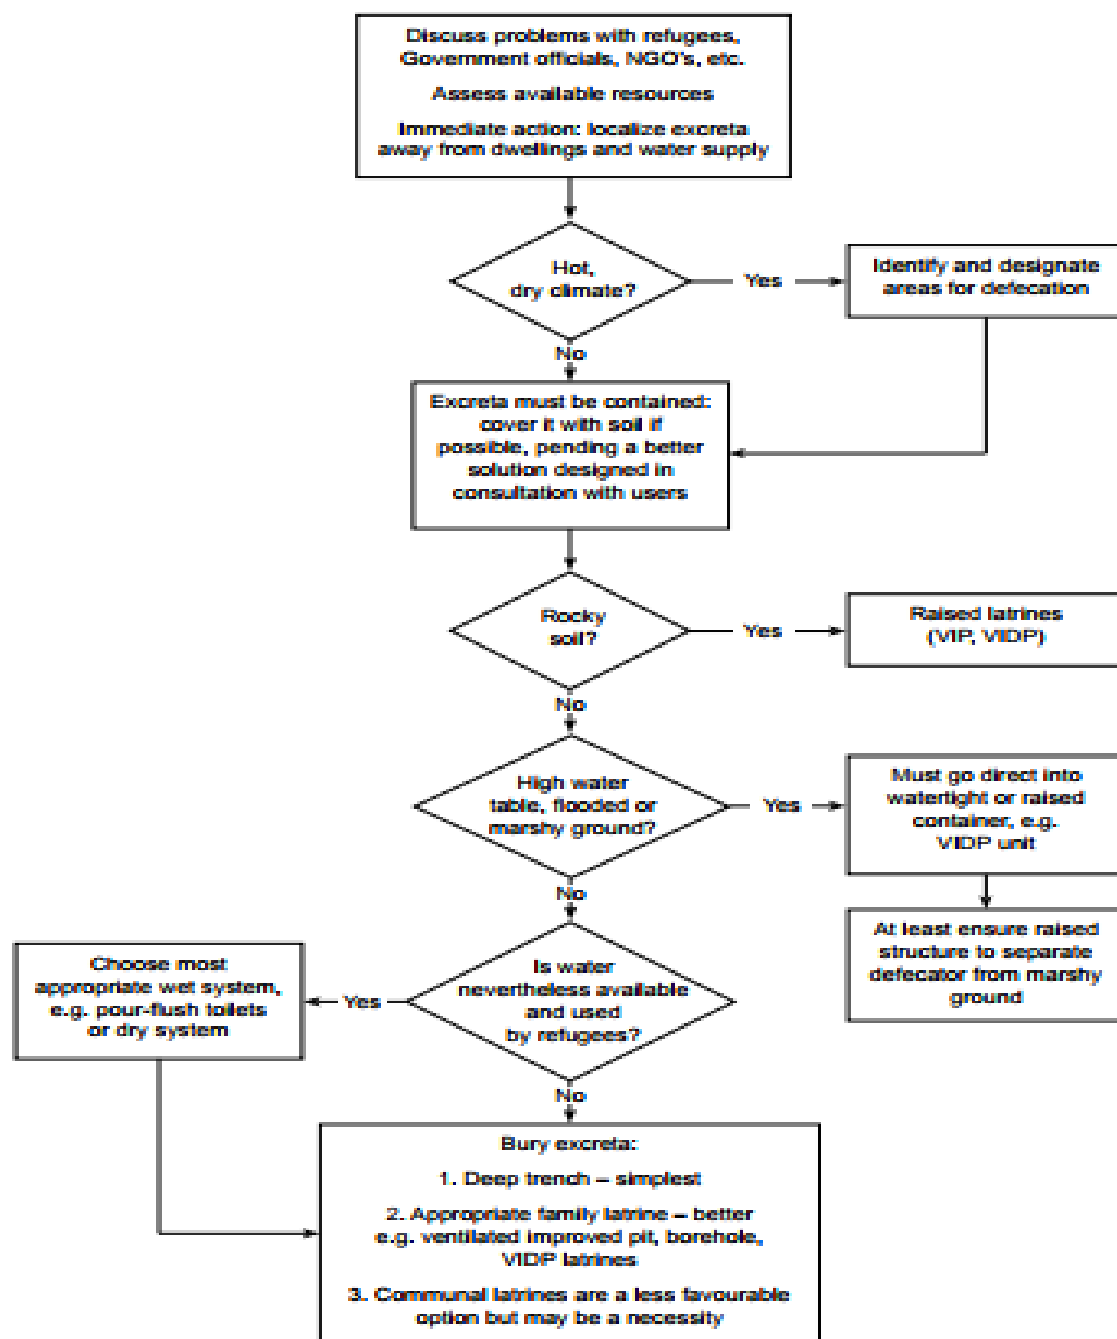 Discuss problems with refugees,
Government officials, NGO's, etc.
Assess available resources
Immediate action: localize excreta
away from dwellings and water supply
Hot,
dry climate?
Yes
Identify and designate
areas for defecation
No
Excreta must be contained:
cover it with soil if
possible, pending a better
solution designed in
consultation with users
Rocky
soil?
Yes
Raised latrines
(VIP, VIDP)
No
High water
table, flooded or
marshy ground?
Yes
Must go direct into
watertight or raised
container, e.g.
VIDP unit
No
At least ensure raised
structure to separate
defecator from marshy
ground
Is water
nevertheless available
and used
by refugees?
Yes
Choose most
appropriate wet system,
e.g. pour-flush toilets
or dry system
No
Bury excreta:
1. Deep trench – simplest
2. Appropriate family latrine – better
e.g. ventilated improved pit, borehole,
VIDP latrines
3. Communal latrines are a less favourable
option but may be a necessity